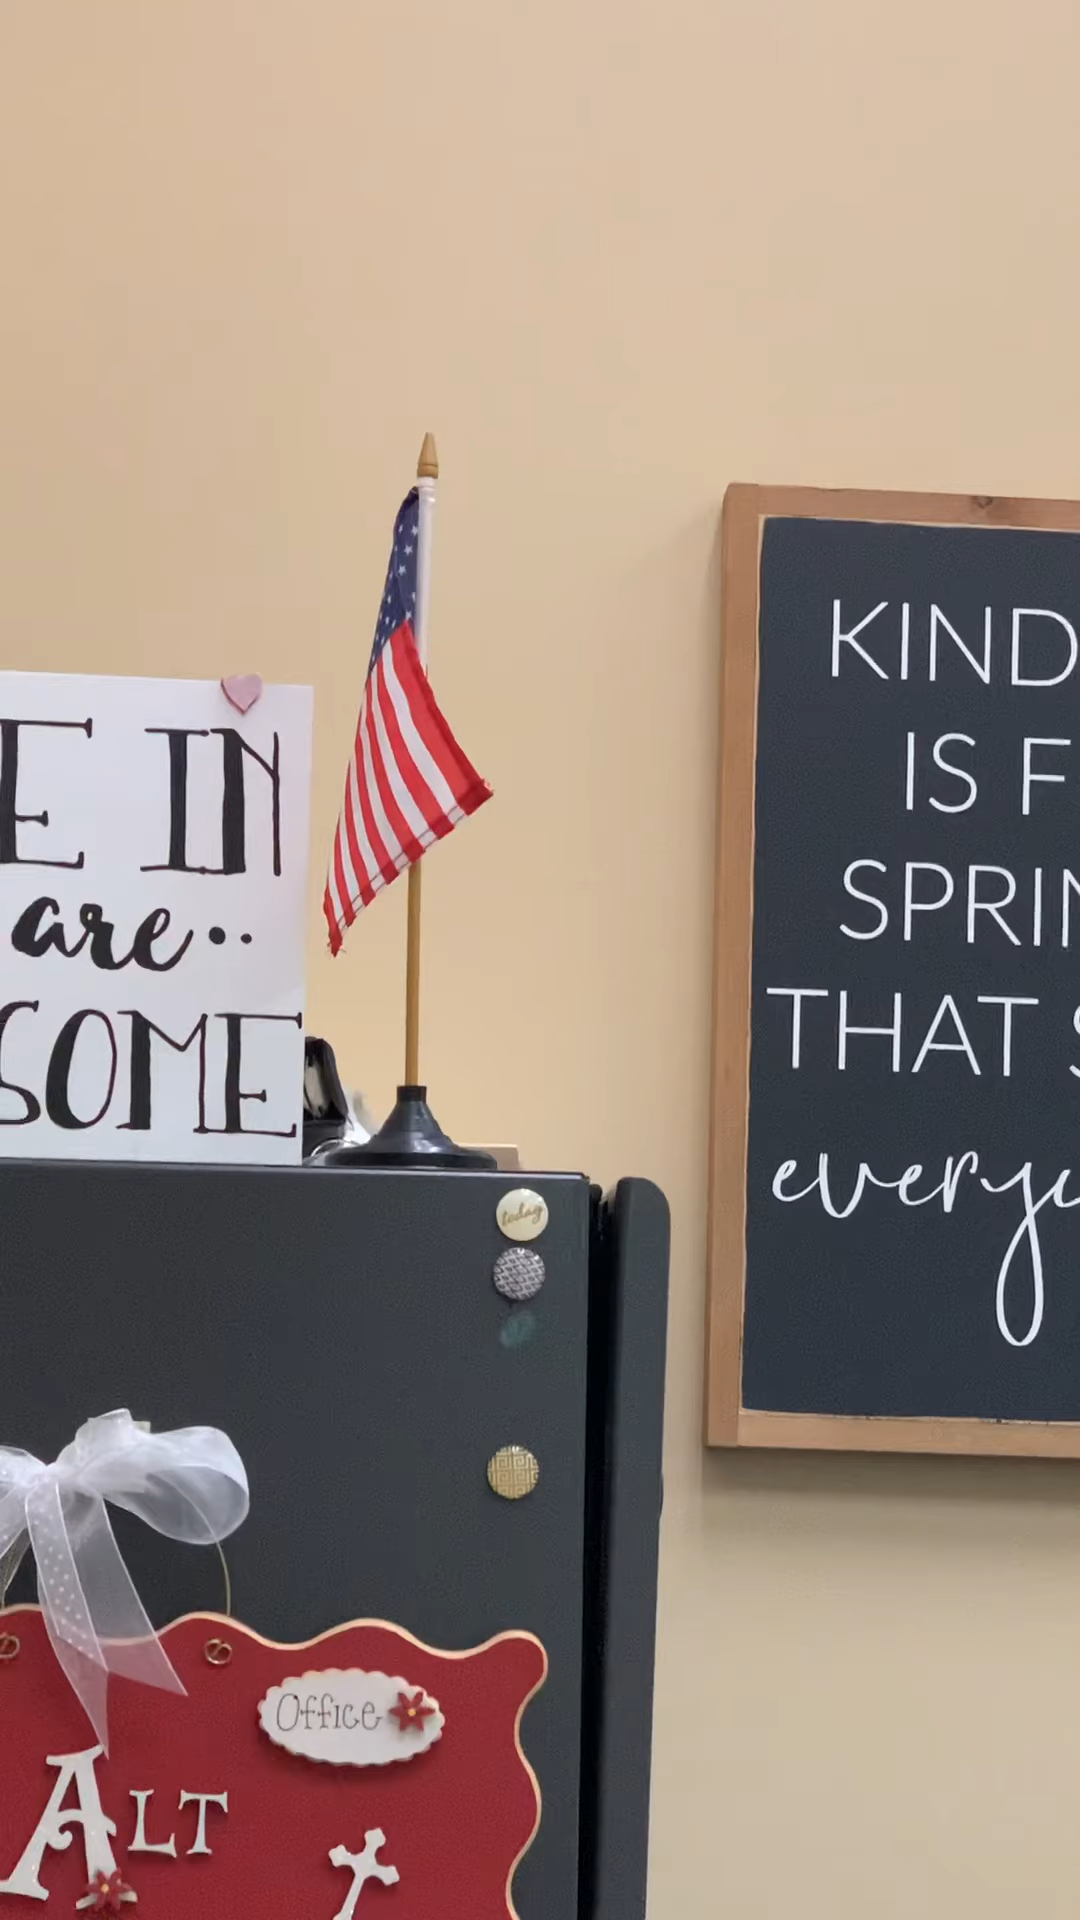 E IN
are..
SOME
KIND
IS F
SPRIN
THAT S
every
today
Office
ALT